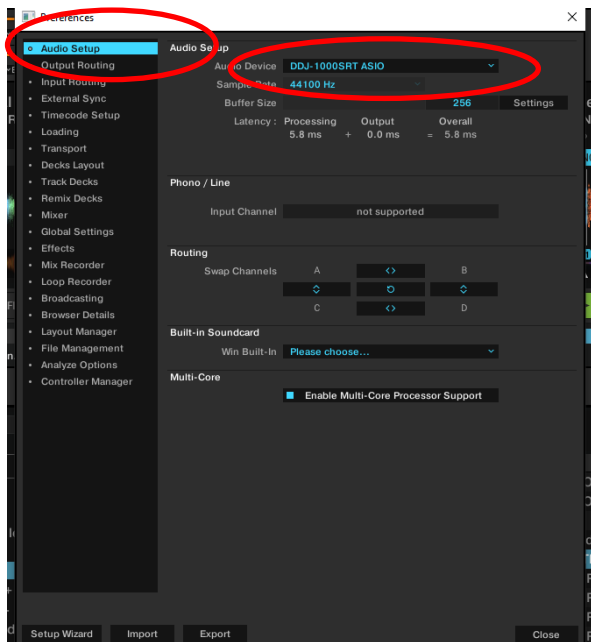 Preferences
Audio Setup
Output Routing
Input Routing
External Sync
Timecode Setup
Loading
Transport
Decks Layout
Track Decks
Remix Decks
Mixer
Global Settings
Effects
Mix Recorder
Loop Recorder
Broadcasting
Browser Details
Layout Manager
File Management
Analyze Options
Controller Manager
Audio Setup
Audio Device DDJ-1000SRT ASIO
Sample Rate 44100 Hz
Buffer Size 256 Settings
Latency : Processing Output Overall
5.8 ms + 0.0 ms = 5.8 ms
Phono / Line
Input Channel not supported
Routing
Swap Channels A B
C D
Built-in Soundcard
Win Built-In Please choose...
Multi-Core
Enable Multi-Core Processor Support
Setup Wizard Import Export Close